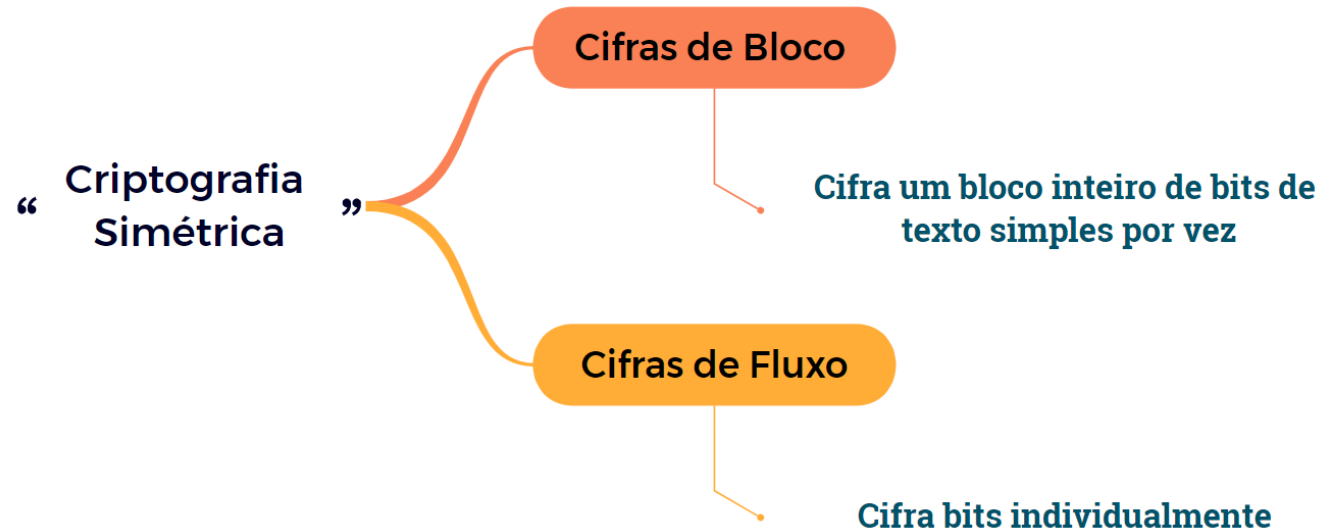 “ Criptografia
Simétrica ”
Cifras de Bloco
Cifra um bloco inteiro de bits de
texto simples por vez
Cifras de Fluxo
Cifra bits individualmente